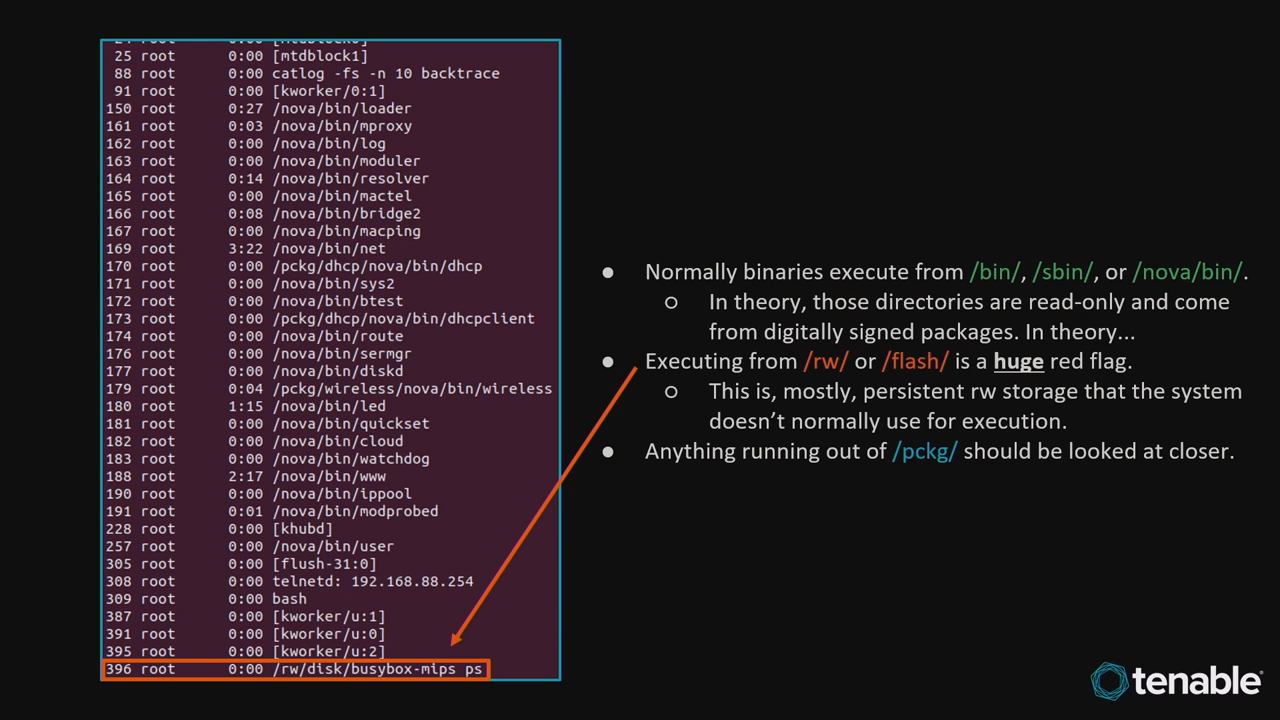 25 root 0:00 [mtdblock1]
88 root 0:00 catlog -fs -n 10 backtrace
91 root 0:00 [kworker/0:1]
150 root 0:27 /nova/bin/loader
161 root 0:03 /nova/bin/mproxy
162 root 0:00 /nova/bin/log
163 root 0:00 /nova/bin/moduler
164 root 0:14 /nova/bin/resolver
165 root 0:00 /nova/bin/mactel
166 root 0:08 /nova/bin/bridge2
167 root 0:00 /nova/bin/macping
169 root 3:22 /nova/bin/net
170 root 0:00 /pckg/dhcp/nova/bin/dhcp
171 root 0:00 /nova/bin/sys2
172 root 0:00 /nova/bin/btest
173 root 0:00 /pckg/dhcp/nova/bin/dhcpclient
174 root 0:00 /nova/bin/route
176 root 0:00 /nova/bin/sermgr
177 root 0:00 /nova/bin/diskd
179 root 0:04 /pckg/wireless/nova/bin/wireless
180 root 1:15 /nova/bin/led
181 root 0:00 /nova/bin/quickset
182 root 0:00 /nova/bin/cloud
183 root 0:00 /nova/bin/watchdog
188 root 2:17 /nova/bin/www
190 root 0:00 /nova/bin/ippool
191 root 0:01 /nova/bin/modprobed
228 root 0:00 [khubd]
257 root 0:00 /nova/bin/user
305 root 0:00 [flush-31:0]
308 root 0:00 telnetd: 192.168.88.254
309 root 0:00 bash
387 root 0:00 [kworker/u:1]
391 root 0:00 [kworker/u:0]
395 root 0:00 [kworker/u:2]
396 root 0:00 /rw/disk/busybox-mips ps
● Normally binaries execute from /bin/, /sbin/, or /nova/bin/.
○ In theory, those directories are read-only and come
from digitally signed packages. In theory...
● Executing from /rw/ or /flash/ is a huge red flag.
○ This is, mostly, persistent rw storage that the system
doesn't normally use for execution.
● Anything running out of /pckg/ should be looked at closer.
tenable